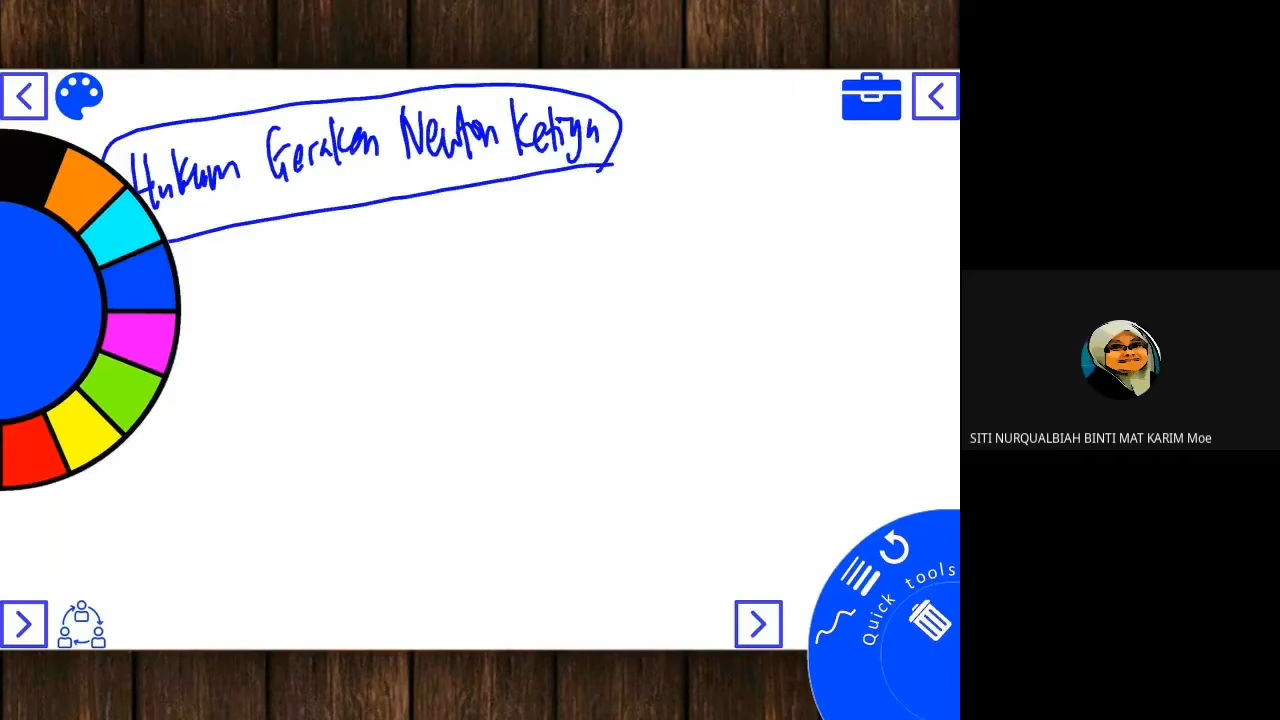 Hukum Gerakan Newton Ketiga
SITI NURQUALBIAH BINTI MAT KARIM Moe
Quick tools